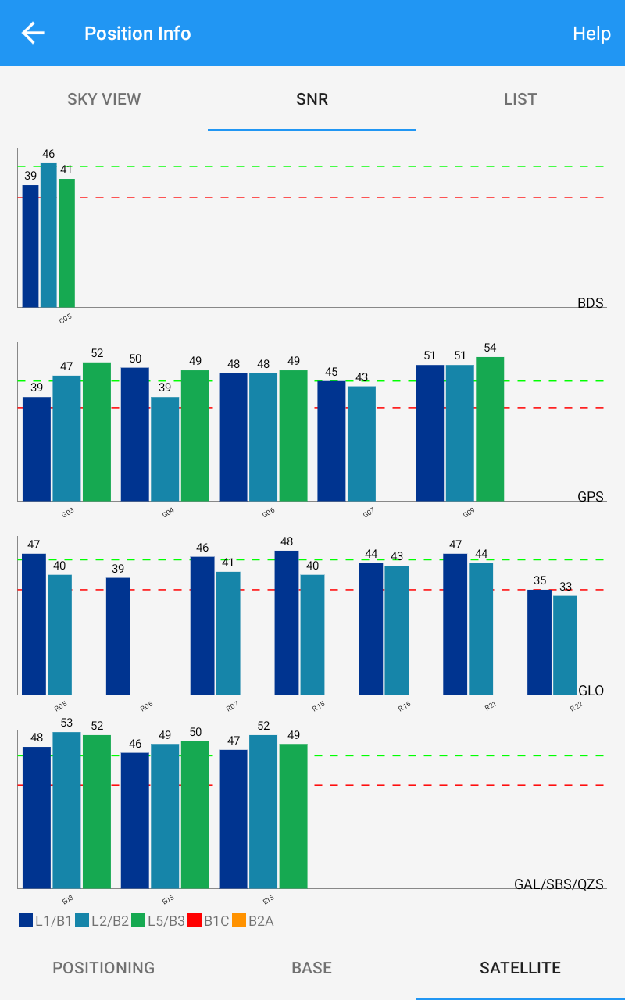 Position Info Help
SKY VIEW SNR LIST
39 46 41
BDS
C05
39 47 52 50 39 49 48 48 49 45 43 51 51 54
GPS
G03 G04 G06 G07 G09
47 40 39 46 41 48 40 44 43 47 44 35 33
GLO
R05 R06 R07 R15 R16 R21 R22
48 53 52 46 49 50 47 52 49
GAL/SBS/QZS
E03 E05 E15
L1/B1 L2/B2 L5/B3 B1C B2A
POSITIONING BASE SATELLITE